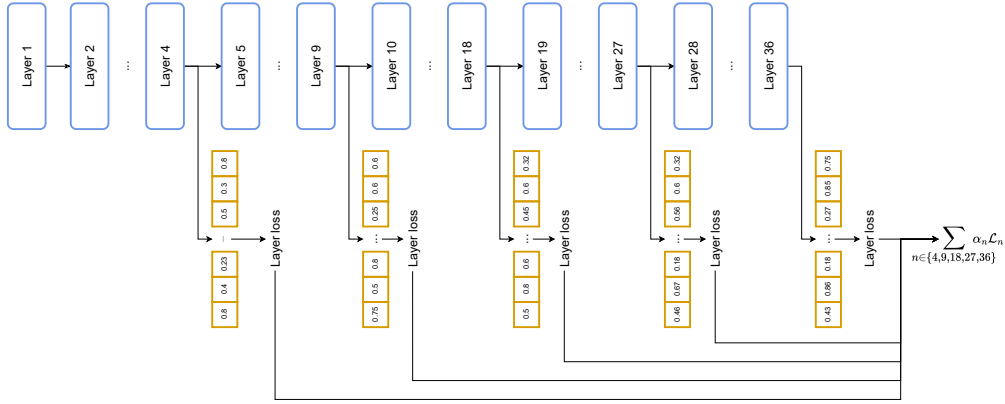 Layer 1
Layer 2
...
Layer 4
Layer 5
...
Layer 9
Layer 10
...
Layer 18
Layer 19
...
Layer 27
Layer 28
...
Layer 36
0.8
0.3
0.5
...
0.23
0.4
0.8
Layer loss
0.6
0.6
0.25
...
0.8
0.5
0.75
Layer loss
0.32
0.6
0.45
...
0.6
0.8
0.5
Layer loss
0.32
0.6
0.56
...
0.18
0.67
0.46
Layer loss
0.75
0.85
0.27
...
0.18
0.86
0.43
Layer loss
∑ αₙℒₙ
n∈{4,9,18,27,36}